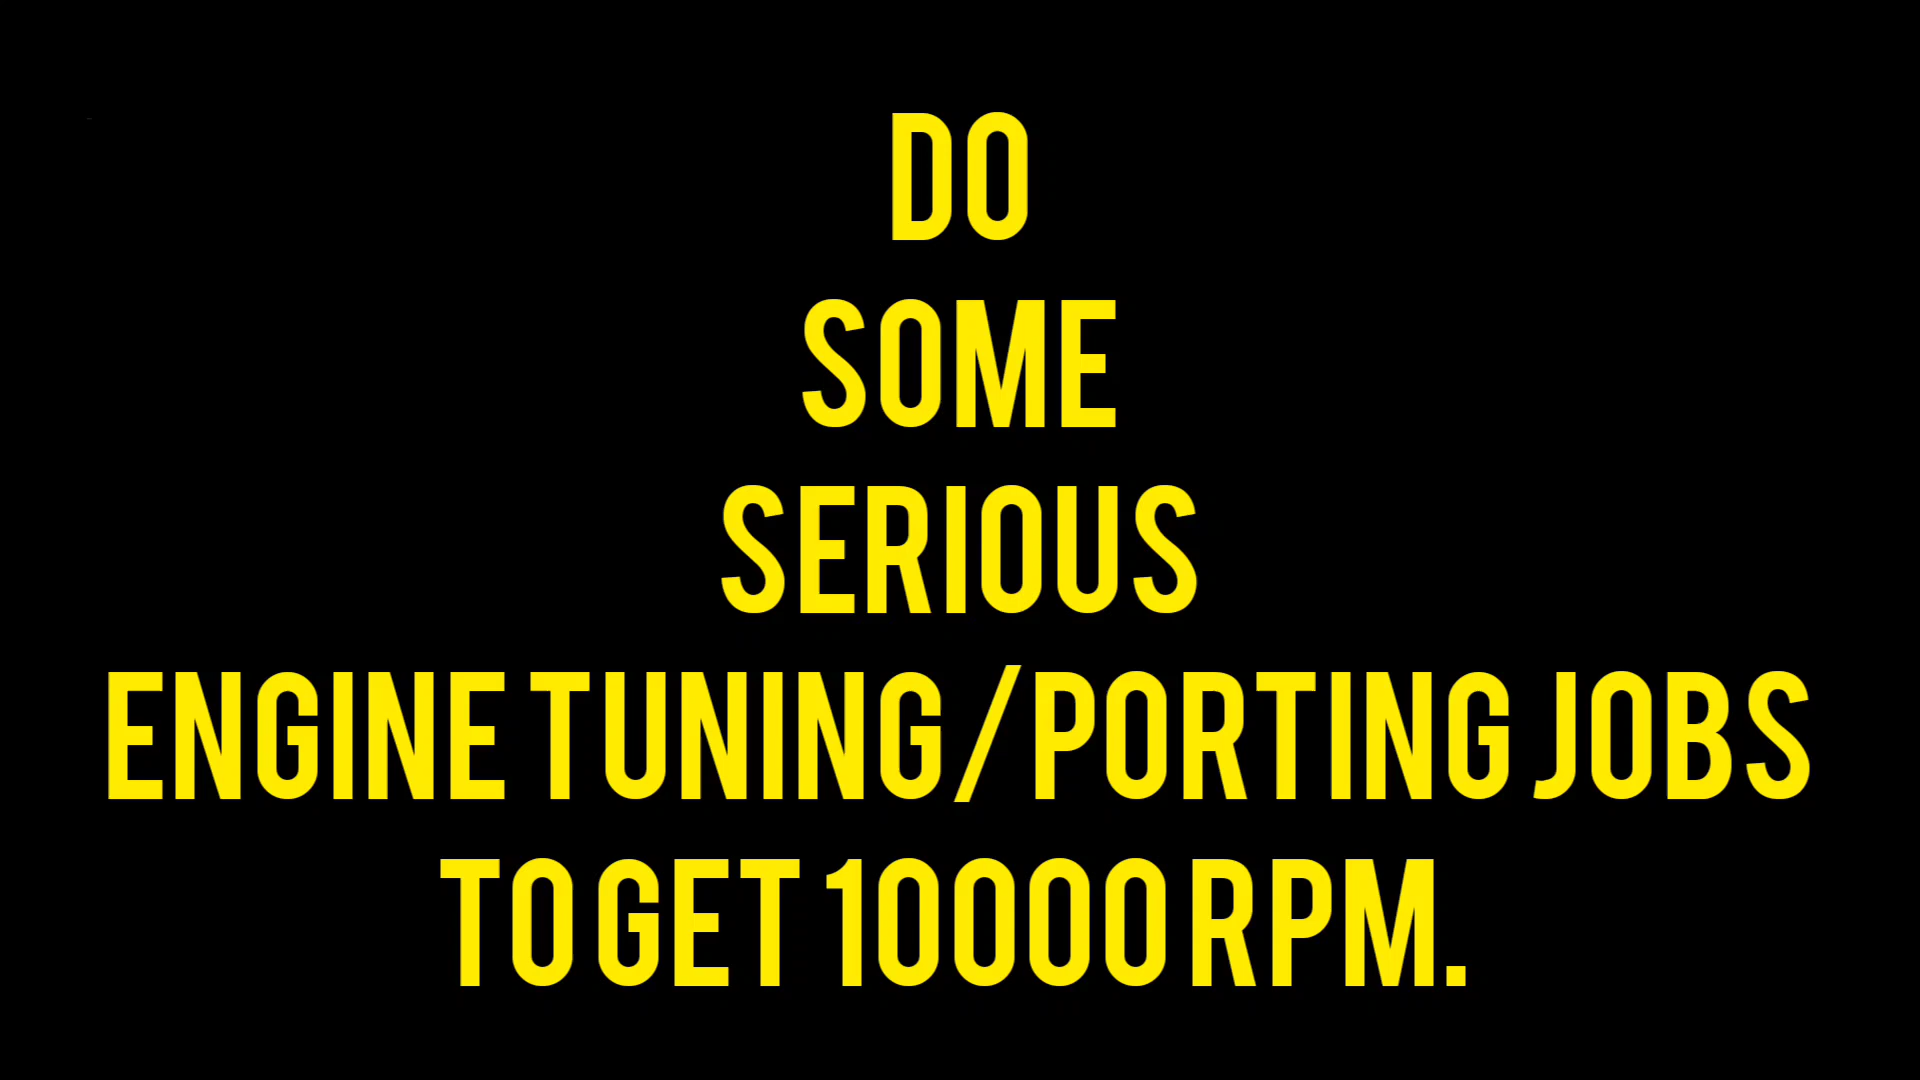 DO
SOME
SERIOUS
ENGINE TUNING/PORTING JOBS
TO GET 10000 RPM.